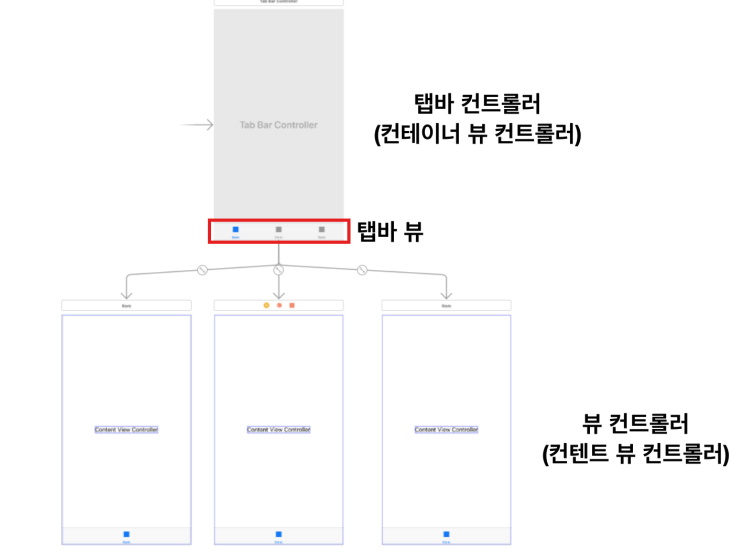 Tab Bar Controller
Tab Bar Controller
탭바 컨트롤러
(컨테이너 뷰 컨트롤러)
탭바 뷰
Item
Item
Content View Controller
Content View Controller
Content View Controller
뷰 컨트롤러
(컨텐트 뷰 컨트롤러)